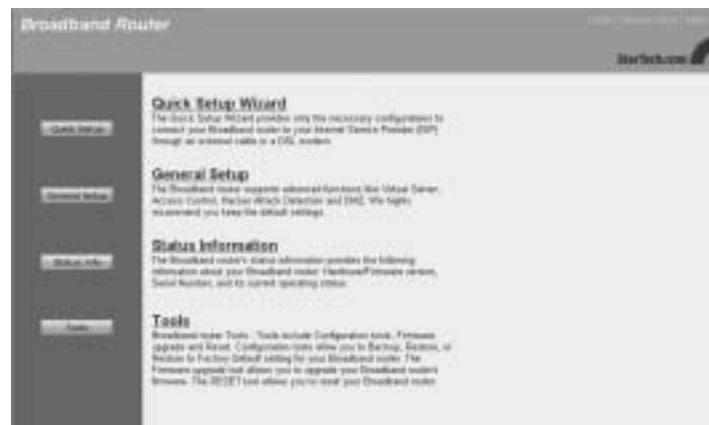 Broadband Router
StarTech.com
Quick Setup
Quick Setup Wizard
The Quick Setup Wizard provides only the necessary configurations to
connect your Broadband router to your Internet Service Provider (ISP)
through an external cable or a DSL modem.
General Setup
General Setup
The Broadband router supports advanced functions like Virtual Server,
Access Control, Hacker Attack Detection and DMZ. We highly
recommend you keep the default settings.
Status Info
Status Information
The Broadband router's status information provides the following
information about your Broadband router: Hardware/Firmware version,
Serial Number, and its current operating status.
Tools
Tools
Broadband router Tools - Tools include Configuration tools, Firmware
upgrade and Reset. Configuration tools allow you to Backup, Restore, or
Restore to Factory Default setting for your Broadband router. The
Firmware upgrade tool allows you to upgrade your Broadband router's
firmware. The RESET tool allows you to reset your Broadband router.